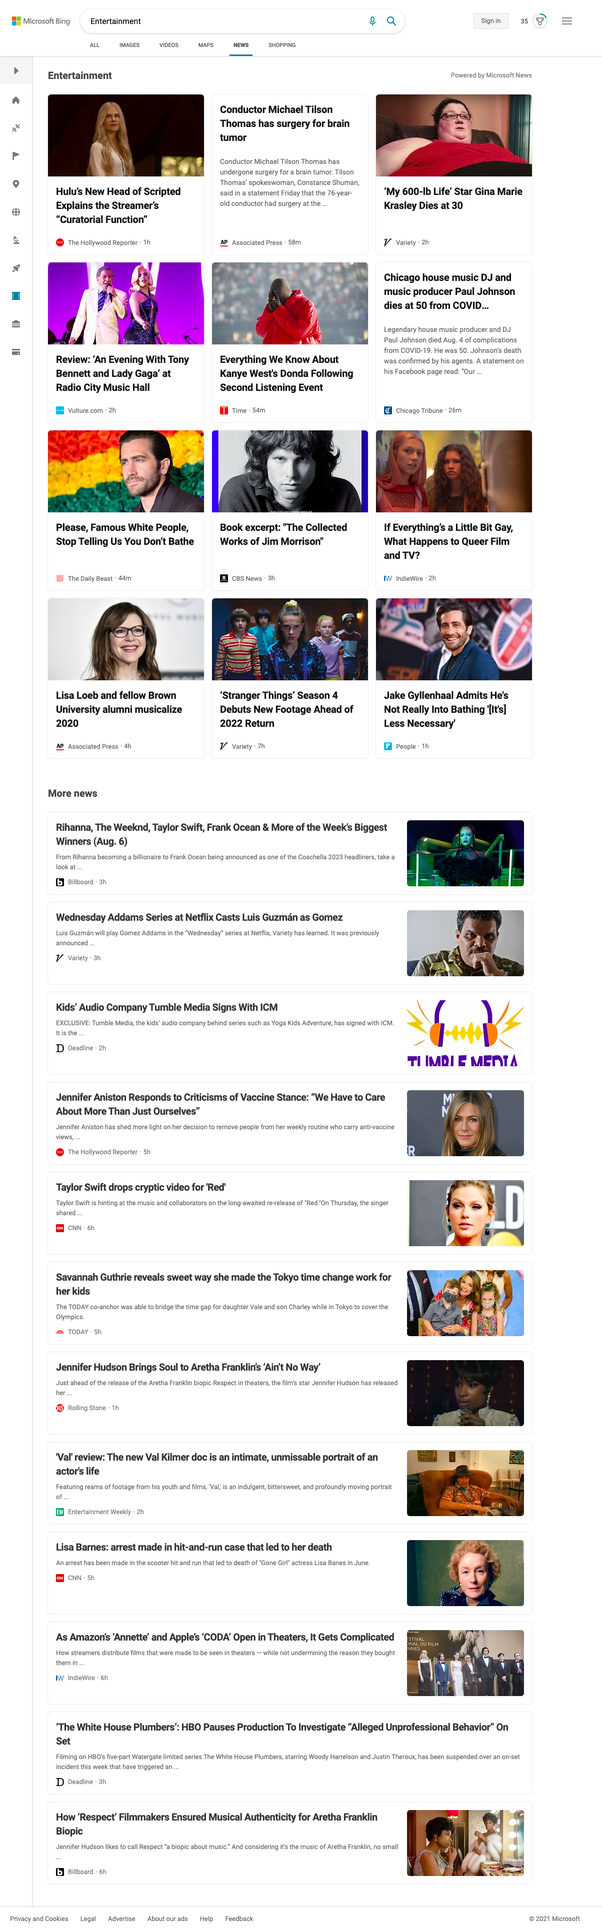 Microsoft Bing
Entertainment
Sign in
35
ALL
IMAGES
VIDEOS
MAPS
NEWS
SHOPPING
Entertainment
Powered by Microsoft News
Hulu's New Head of Scripted
Explains the Streamer's
“Curatorial Function”
The Hollywood Reporter · 1h
Conductor Michael Tilson
Thomas has surgery for brain
tumor
Conductor Michael Tilson Thomas has
undergone surgery for a brain tumor. Tilson
Thomas' spokeswoman, Constance Shuman,
said in a statement Friday that the 76-year-
old conductor had surgery at the ...
AP
Associated Press · 58m
‘My 600-lb Life’ Star Gina Marie
Krasley Dies at 30
Variety · 2h
Review: ‘An Evening With Tony
Bennett and Lady Gaga’ at
Radio City Music Hall
Vulture.com · 2h
Everything We Know About
Kanye West's Donda Following
Second Listening Event
Time · 54m
Chicago house music DJ and
music producer Paul Johnson
dies at 50 from COVID...
Legendary house music producer and DJ
Paul Johnson died Aug. 4 of complications
from COVID-19. He was 50. Johnson's death
was confirmed by his agents. A statement on
his Facebook page read: “Our ...
Chicago Tribune · 26m
Please, Famous White People,
Stop Telling Us You Don't Bathe
The Daily Beast · 44m
Book excerpt: "The Collected
Works of Jim Morrison"
CBS News · 3h
If Everything's a Little Bit Gay,
What Happens to Queer Film
and TV?
IndieWire · 2h
Lisa Loeb and fellow Brown
University alumni musicalize
2020
AP
Associated Press · 4h
‘Stranger Things’ Season 4
Debuts New Footage Ahead of
2022 Return
Variety · 7h
Jake Gyllenhaal Admits He's
Not Really Into Bathing '[It's]
Less Necessary'
People · 1h
More news
Rihanna, The Weeknd, Taylor Swift, Frank Ocean & More of the Week's Biggest
Winners (Aug. 6)
From Rihanna becoming a billionaire to Frank Ocean being announced as one of the Coachella 2023 headliners, take a
look at ...
Billboard · 3h
Wednesday Addams Series at Netflix Casts Luis Guzmán as Gomez
Luis Guzmán will play Gomez Addams in the “Wednesday” series at Netflix, Variety has learned. It was previously
announced ...
Variety · 3h
Kids' Audio Company Tumble Media Signs With ICM
EXCLUSIVE: Tumble Media, the kids' audio company behind series such as Yoga Kids Adventure, has signed with ICM.
It is the ...
Deadline · 2h
TUMBLE MEDIA
Jennifer Aniston Responds to Criticisms of Vaccine Stance: “We Have to Care
About More Than Just Ourselves”
Jennifer Aniston has shed more light on her decision to remove people from her weekly routine who carry anti-vaccine
views, ...
The Hollywood Reporter · 5h
Taylor Swift drops cryptic video for 'Red'
Taylor Swift is hinting at the music and collaborators on the long-awaited re-release of "Red."On Thursday, the singer
shared ...
CNN · 6h
Savannah Guthrie reveals sweet way she made the Tokyo time change work for
her kids
The TODAY co-anchor was able to bridge the time gap for daughter Vale and son Charley while in Tokyo to cover the
Olympics.
TODAY · 5h
Jennifer Hudson Brings Soul to Aretha Franklin's ‘Ain't No Way’
Just ahead of the release of the Aretha Franklin biopic Respect in theaters, the film's star Jennifer Hudson has released
her ...
Rolling Stone · 1h
'Val' review: The new Val Kilmer doc is an intimate, unmissable portrait of an
actor's life
Featuring reams of footage from his youth and films, 'Val,' is an indulgent, bittersweet, and profoundly moving portrait
of ...
Entertainment Weekly · 2h
Lisa Barnes: arrest made in hit-and-run case that led to her death
An arrest has been made in the scooter hit and run that led to death of "Gone Girl" actress Lisa Banes in June.
CNN · 5h
As Amazon's ‘Annette’ and Apple's ‘CODA’ Open in Theaters, It Gets Complicated
How streamers distribute films that were made to be seen in theaters — while not undermining the reason they bought
them in ...
IndieWire · 6h
‘The White House Plumbers’: HBO Pauses Production To Investigate “Alleged Unprofessional Behavior” On
Set
Filming on HBO's five-part Watergate limited series The White House Plumbers, starring Woody Harrelson and Justin Theroux, has been suspended over an on-set
incident this week that have triggered an ...
Deadline · 3h
How ‘Respect’ Filmmakers Ensured Musical Authenticity for Aretha Franklin
Biopic
Jennifer Hudson likes to call Respect “a biopic about music.” And considering it's the music of Aretha Franklin, no small
...
Billboard · 6h
Privacy and Cookies
Legal
Advertise
About our ads
Help
Feedback
© 2021 Microsoft